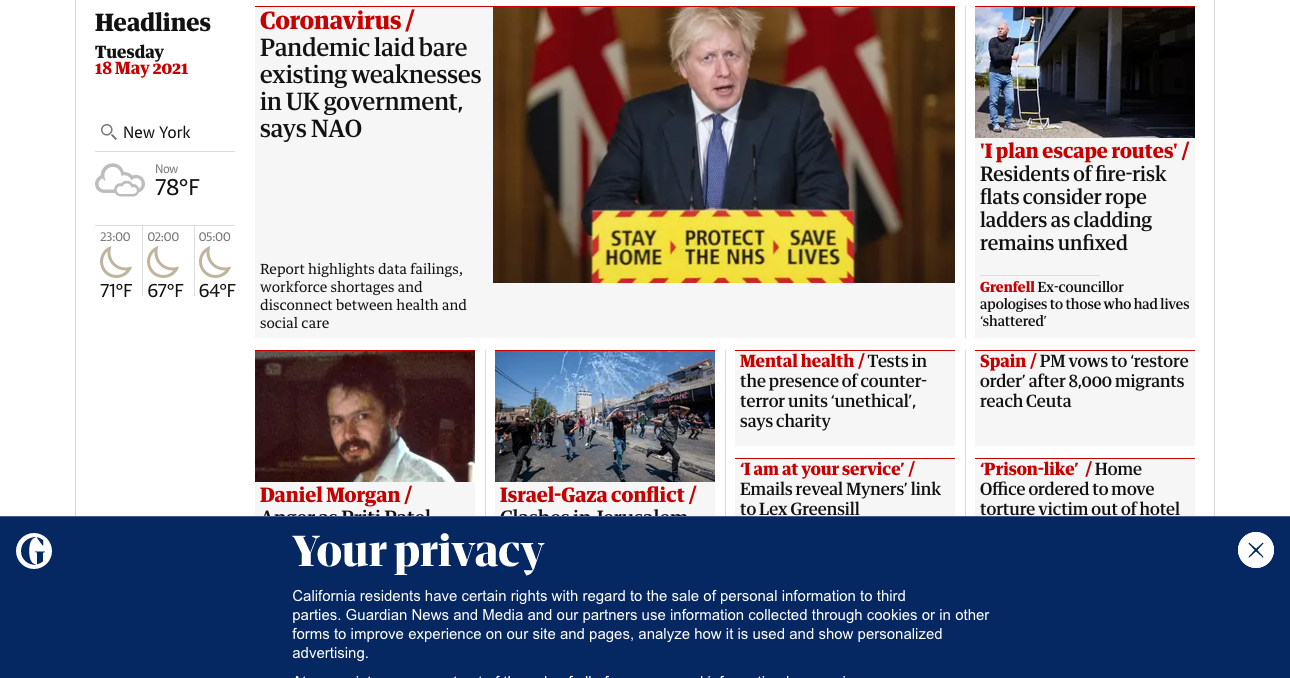 Headlines
Tuesday
18 May 2021
New York
Now
78°F
23:00
02:00
05:00
71°F
67°F
64°F
Coronavirus /
Pandemic laid bare
existing weaknesses
in UK government,
says NAO
Report highlights data failings,
workforce shortages and
disconnect between health and
social care
STAY HOME
PROTECT THE NHS
SAVE LIVES
'I plan escape routes' /
Residents of fire-risk
flats consider rope
ladders as cladding
remains unfixed
Grenfell Ex-councillor
apologises to those who had lives
‘shattered’
Daniel Morgan /
Anger as Priti Patel
Israel-Gaza conflict /
Clashes in Jerusalem
Mental health / Tests in
the presence of counter-
terror units ‘unethical’,
says charity
Spain / PM vows to ‘restore
order’ after 8,000 migrants
reach Ceuta
‘I am at your service’ /
Emails reveal Myners’ link
to Lex Greensill
‘Prison-like’ / Home
Office ordered to move
torture victim out of hotel
Your privacy
California residents have certain rights with regard to the sale of personal information to third
parties. Guardian News and Media and our partners use information collected through cookies or in other
forms to improve experience on our site and pages, analyze how it is used and show personalized
advertising.